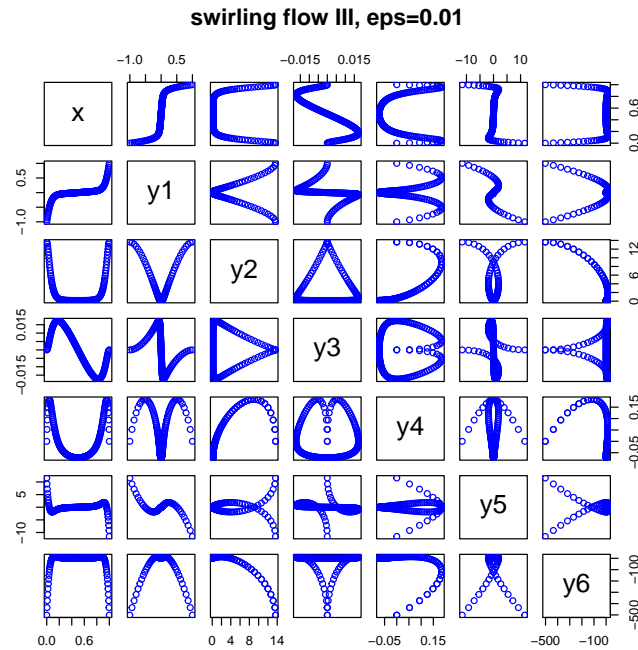 swirling flow III, eps=0.01
−1.0 0.5 −0.015 0.015 −10 0 10
x
0.0 0.6
−1.0 0.5
y1
y2
0 4 8 12
−0.015 0.015
y3
y4
−0.05 0.15
−10 5
y5
y6
−500 −100
0.0 0.6 0 2 4 8 10 14 −0.05 0.15 −500 −100